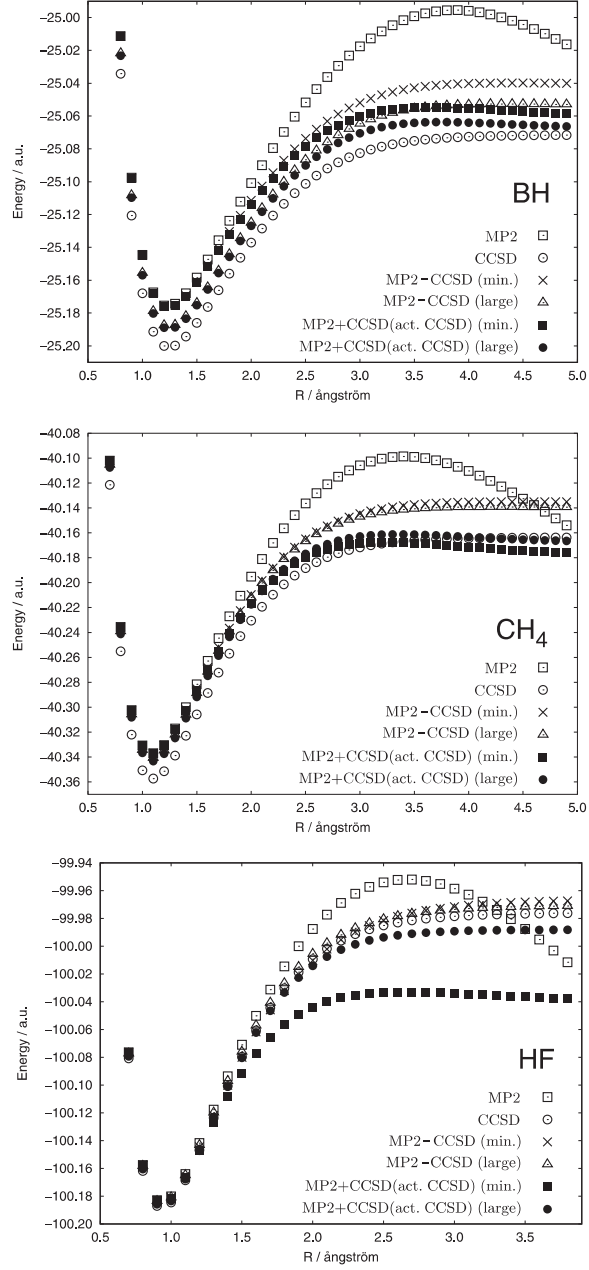 −25.00
−25.02
−25.04
−25.06
−25.08
−25.10
−25.12
−25.14
−25.16
−25.18
−25.20
Energy / a.u.
BH
MP2
CCSD
MP2−CCSD (min.)
MP2−CCSD (large)
MP2+CCSD(act. CCSD) (min.)
MP2+CCSD(act. CCSD) (large)
0.5 1.0 1.5 2.0 2.5 3.0 3.5 4.0 4.5 5.0
R / ångström
−40.08
−40.10
−40.12
−40.14
−40.16
−40.18
−40.20
−40.22
−40.24
−40.26
−40.28
−40.30
−40.32
−40.34
−40.36
Energy / a.u.
CH4
MP2
CCSD
MP2−CCSD (min.)
MP2−CCSD (large)
MP2+CCSD(act. CCSD) (min.)
MP2+CCSD(act. CCSD) (large)
0.5 1.0 1.5 2.0 2.5 3.0 3.5 4.0 4.5 5.0
R / ångström
−99.94
−99.96
−99.98
−100.00
−100.02
−100.04
−100.06
−100.08
−100.10
−100.12
−100.14
−100.16
−100.18
−100.20
Energy / a.u.
HF
MP2
CCSD
MP2−CCSD (min.)
MP2−CCSD (large)
MP2+CCSD(act. CCSD) (min.)
MP2+CCSD(act. CCSD) (large)
0.5 1.0 1.5 2.0 2.5 3.0 3.5
R / ångström